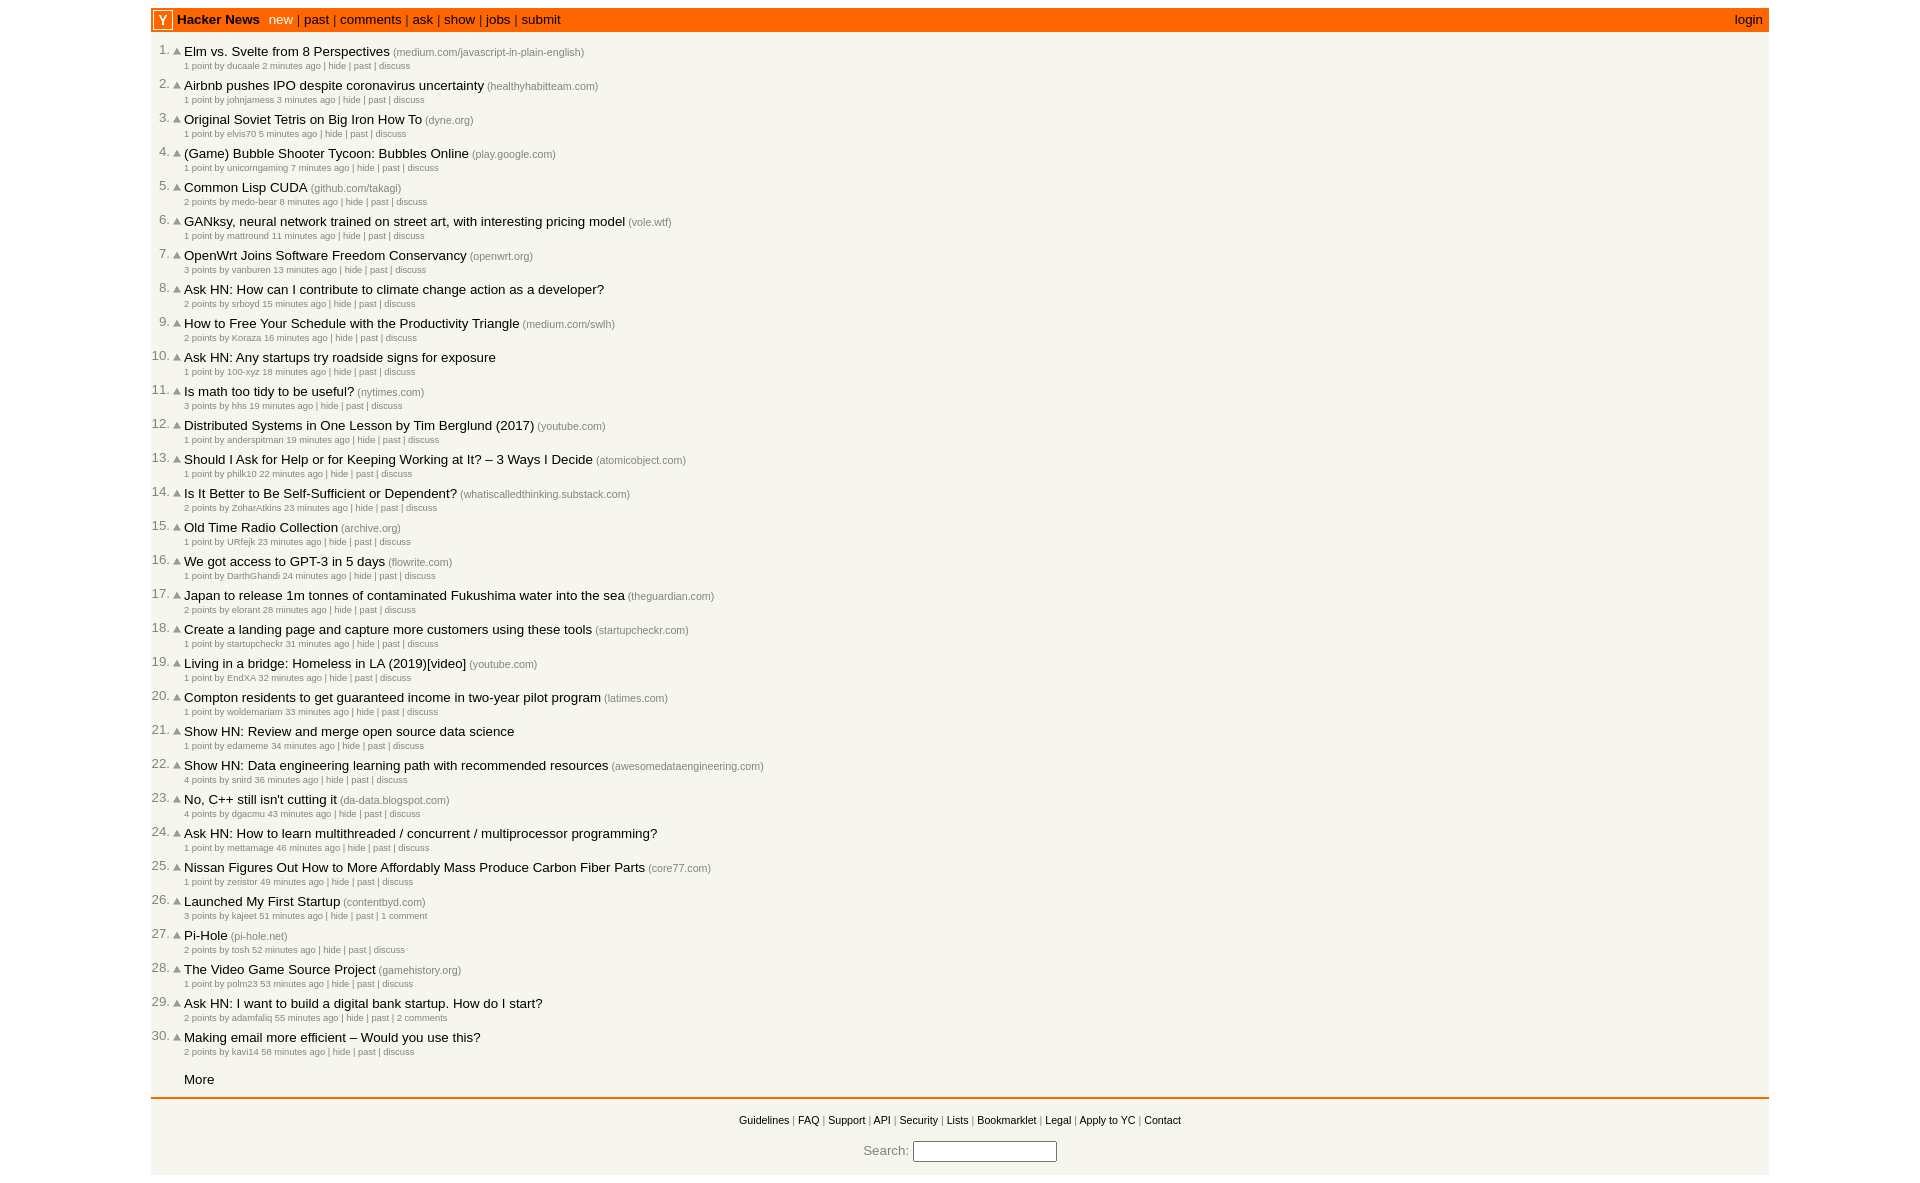 Y Hacker News new | past | comments | ask | show | jobs | submit login
1. Elm vs. Svelte from 8 Perspectives (medium.com/javascript-in-plain-english)
1 point by ducaale 2 minutes ago | hide | past | discuss
2. Airbnb pushes IPO despite coronavirus uncertainty (healthyhabitteam.com)
1 point by johnjamess 3 minutes ago | hide | past | discuss
3. Original Soviet Tetris on Big Iron How To (dyne.org)
1 point by elvis70 5 minutes ago | hide | past | discuss
4. (Game) Bubble Shooter Tycoon: Bubbles Online (play.google.com)
1 point by unicorngaming 7 minutes ago | hide | past | discuss
5. Common Lisp CUDA (github.com/takagi)
2 points by medo-bear 8 minutes ago | hide | past | discuss
6. GANksy, neural network trained on street art, with interesting pricing model (vole.wtf)
1 point by mattround 11 minutes ago | hide | past | discuss
7. OpenWrt Joins Software Freedom Conservancy (openwrt.org)
3 points by vanburen 13 minutes ago | hide | past | discuss
8. Ask HN: How can I contribute to climate change action as a developer?
2 points by srboyd 15 minutes ago | hide | past | discuss
9. How to Free Your Schedule with the Productivity Triangle (medium.com/swlh)
2 points by Koraza 16 minutes ago | hide | past | discuss
10. Ask HN: Any startups try roadside signs for exposure
1 point by 100-xyz 18 minutes ago | hide | past | discuss
11. Is math too tidy to be useful? (nytimes.com)
3 points by hhs 19 minutes ago | hide | past | discuss
12. Distributed Systems in One Lesson by Tim Berglund (2017) (youtube.com)
1 point by anderspitman 19 minutes ago | hide | past | discuss
13. Should I Ask for Help or for Keeping Working at It? – 3 Ways I Decide (atomicobject.com)
1 point by philk10 22 minutes ago | hide | past | discuss
14. Is It Better to Be Self-Sufficient or Dependent? (whatiscalledthinking.substack.com)
2 points by ZoharAtkins 23 minutes ago | hide | past | discuss
15. Old Time Radio Collection (archive.org)
1 point by URfejk 23 minutes ago | hide | past | discuss
16. We got access to GPT-3 in 5 days (flowrite.com)
1 point by DarthGhandi 24 minutes ago | hide | past | discuss
17. Japan to release 1m tonnes of contaminated Fukushima water into the sea (theguardian.com)
2 points by elorant 28 minutes ago | hide | past | discuss
18. Create a landing page and capture more customers using these tools (startupcheckr.com)
1 point by startupcheckr 31 minutes ago | hide | past | discuss
19. Living in a bridge: Homeless in LA (2019)[video] (youtube.com)
1 point by EndXA 32 minutes ago | hide | past | discuss
20. Compton residents to get guaranteed income in two-year pilot program (latimes.com)
1 point by woldemariam 33 minutes ago | hide | past | discuss
21. Show HN: Review and merge open source data science
1 point by edameme 34 minutes ago | hide | past | discuss
22. Show HN: Data engineering learning path with recommended resources (awesomedataengineering.com)
4 points by snird 36 minutes ago | hide | past | discuss
23. No, C++ still isn't cutting it (da-data.blogspot.com)
4 points by dgacmu 43 minutes ago | hide | past | discuss
24. Ask HN: How to learn multithreaded / concurrent / multiprocessor programming?
1 point by mettamage 46 minutes ago | hide | past | discuss
25. Nissan Figures Out How to More Affordably Mass Produce Carbon Fiber Parts (core77.com)
1 point by zeristor 49 minutes ago | hide | past | discuss
26. Launched My First Startup (contentbyd.com)
3 points by kajeet 51 minutes ago | hide | past | 1 comment
27. Pi-Hole (pi-hole.net)
2 points by tosh 52 minutes ago | hide | past | discuss
28. The Video Game Source Project (gamehistory.org)
1 point by polm23 53 minutes ago | hide | past | discuss
29. Ask HN: I want to build a digital bank startup. How do I start?
2 points by adamfaliq 55 minutes ago | hide | past | 2 comments
30. Making email more efficient – Would you use this?
2 points by kavi14 58 minutes ago | hide | past | discuss
More
Guidelines | FAQ | Support | API | Security | Lists | Bookmarklet | Legal | Apply to YC | Contact
Search: